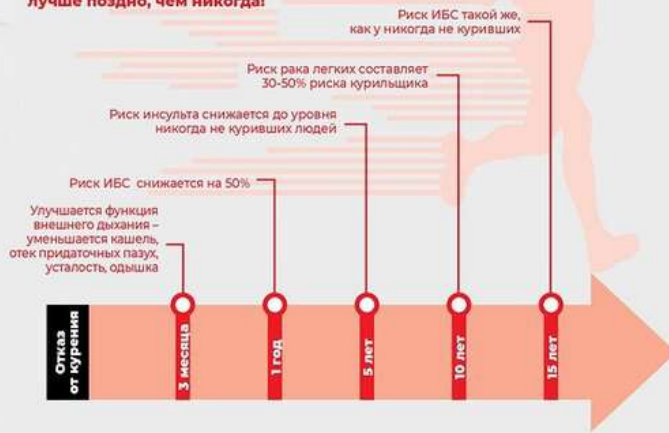 лучше поздно, чем никогда!
Риск ИБС такой же,
как у никогда не куривших
Риск рака легких составляет
30-50% риска курильщика
Риск инсульта снижается до уровня
никогда не куривших людей
Риск ИБС снижается на 50%
Улучшается функция
внешнего дыхания –
уменьшается кашель,
отек придаточных пазух,
усталость, одышка
Отказ
от курения
3 месяца
1 год
5 лет
10 лет
15 лет